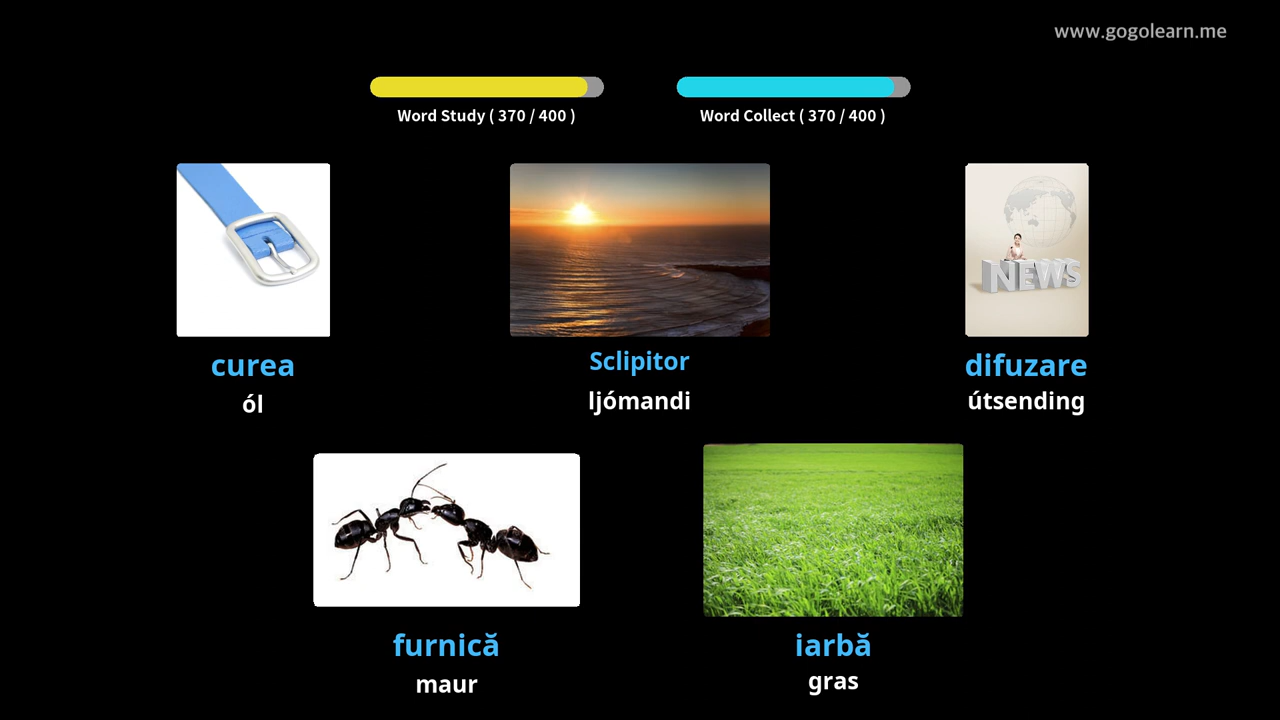 www.gogolearn.me
Word Study ( 370 / 400 )
Word Collect ( 370 / 400 )
NEWS
curea
ól
Sclipitor
ljómandi
difuzare
útsending
furnică
maur
iarbă
gras